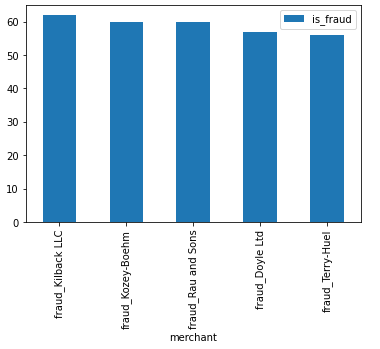 is_fraud
60
50
40
30
20
10
0
fraud_Kilback LLC
fraud_Kozey-Boehm
fraud_Rau and Sons
fraud_Doyle Ltd
fraud_Terry-Huel
merchant